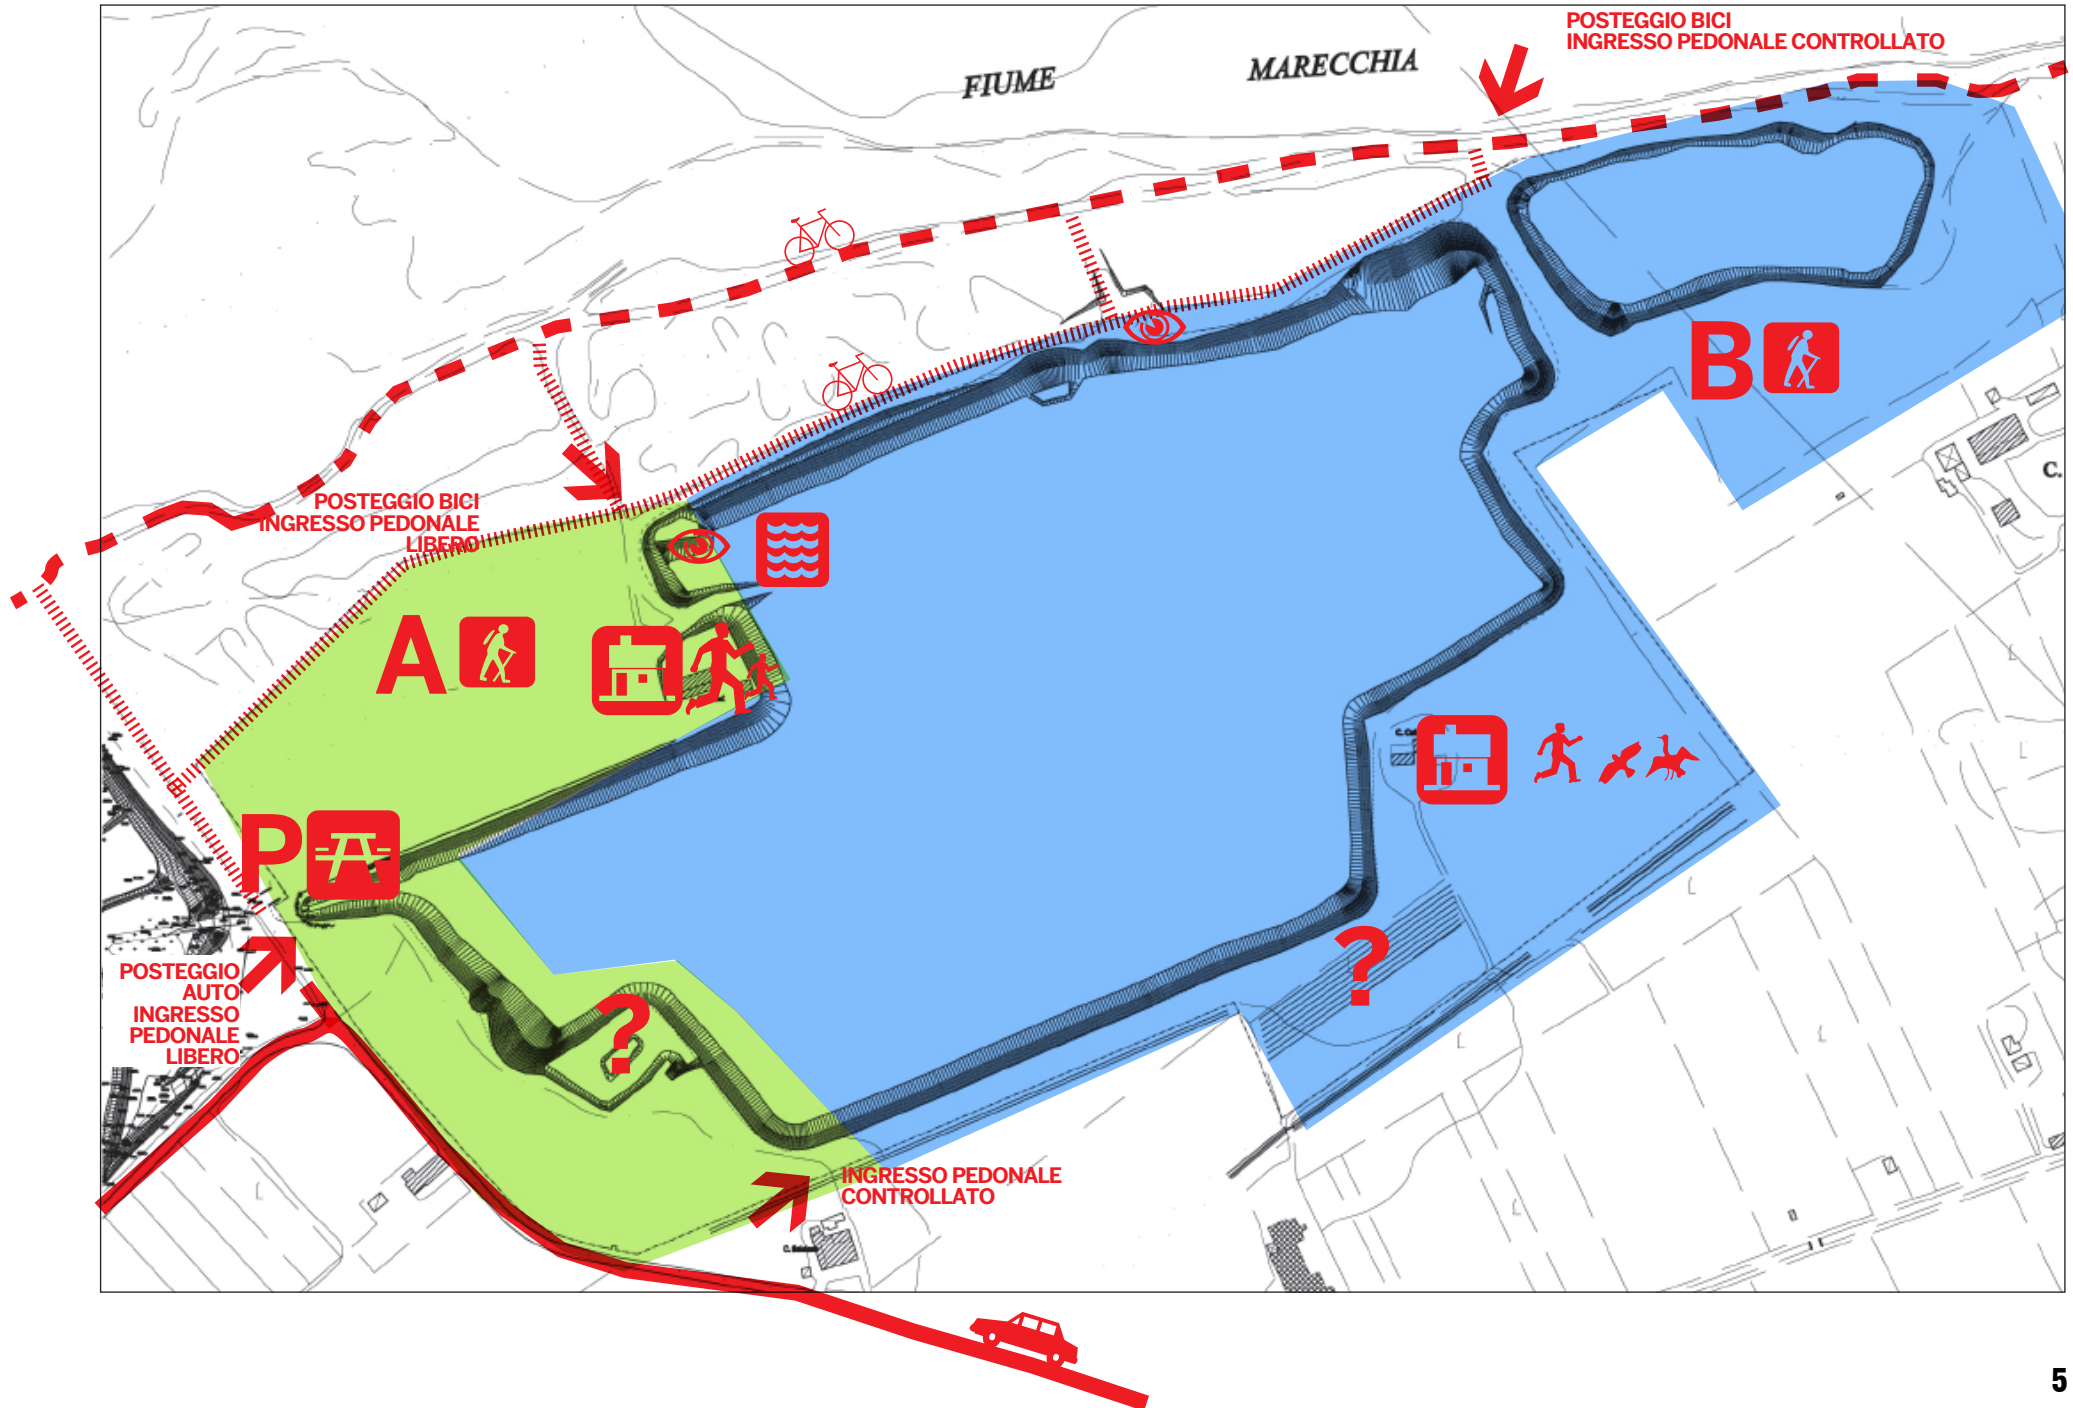 POSTEGGIO BICI
INGRESSO PEDONALE CONTROLLATO
FIUME MARECCHIA
POSTEGGIO BICI
INGRESSO PEDONALE
LIBERO
B
C.
A
P
?
?
POSTEGGIO
AUTO
INGRESSO
PEDONALE
LIBERO
INGRESSO PEDONALE
CONTROLLATO
5